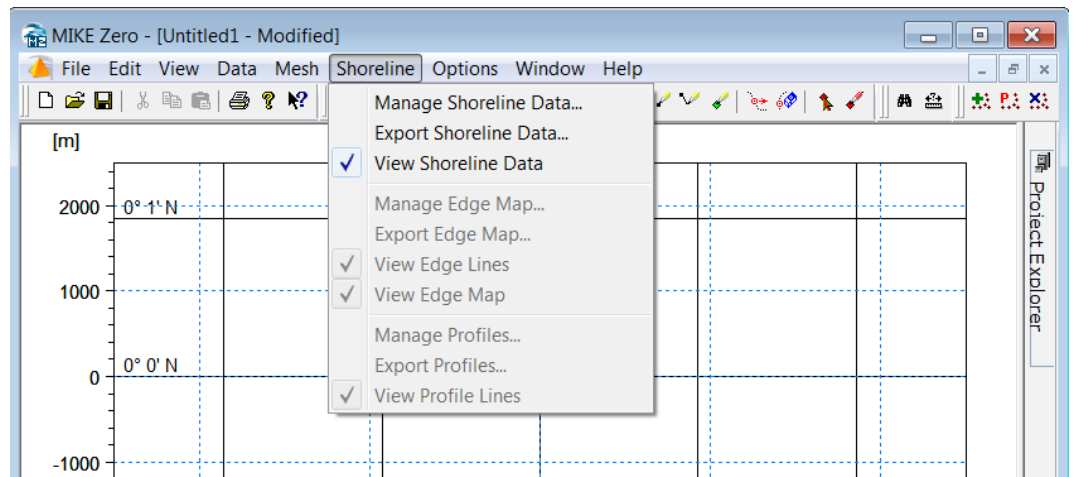 MIKE Zero - [Untitled1 - Modified]
File Edit View Data Mesh Shoreline Options Window Help
Manage Shoreline Data...
Export Shoreline Data...
View Shoreline Data
Manage Edge Map...
Export Edge Map...
View Edge Lines
View Edge Map
Manage Profiles...
Export Profiles...
View Profile Lines
[m]
2000
0° 1' N
1000
0° 0' N
0
-1000
Project Explorer